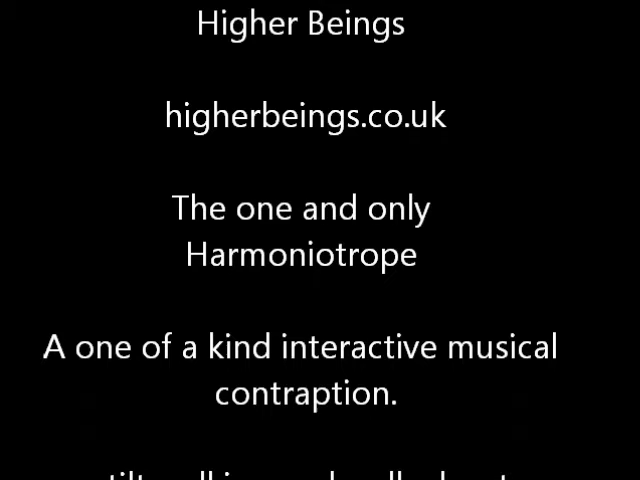 Higher Beings
higherbeings.co.uk
The one and only
Harmoniotrope
A one of a kind interactive musical
contraption.